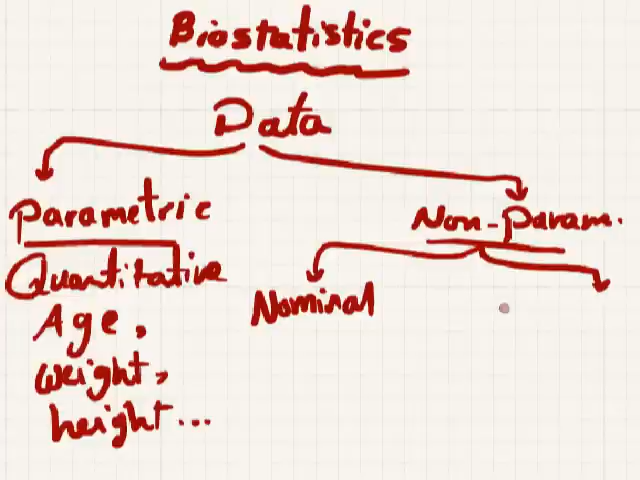 Biostatistics
Data
Parametric
Non-Param.
Quantitative
Nominal
Age,
weight,
height...